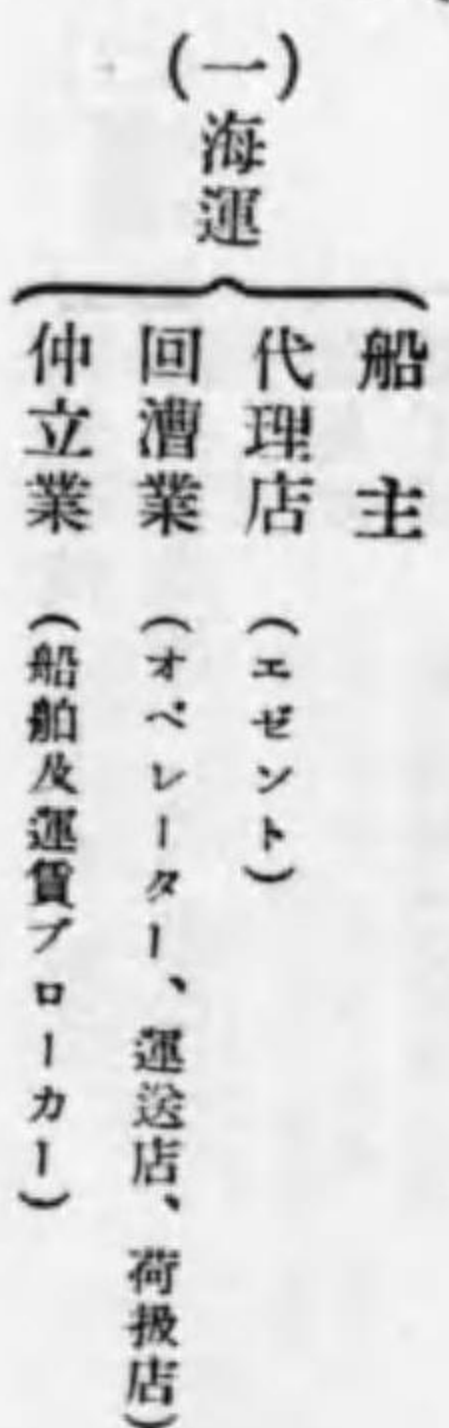 (一)海運
船主
代理店(エゼント)
回漕業(オペレーター、運送店、荷扱店)
仲立業(船舶及運賃ブローカー)